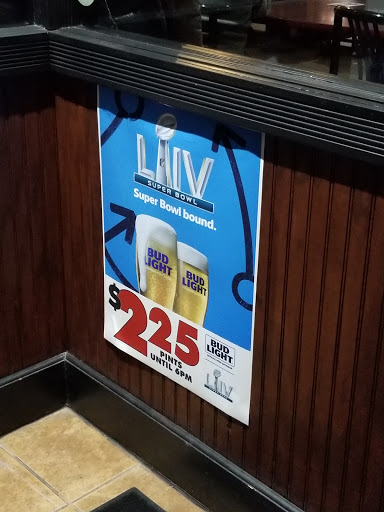 LIV
SUPER BOWL
Super Bowl bound.
BUD
LIGHT
BUD
LIGHT
$225
PINTS
UNTIL 6PM
BUD
LIGHT
LIV